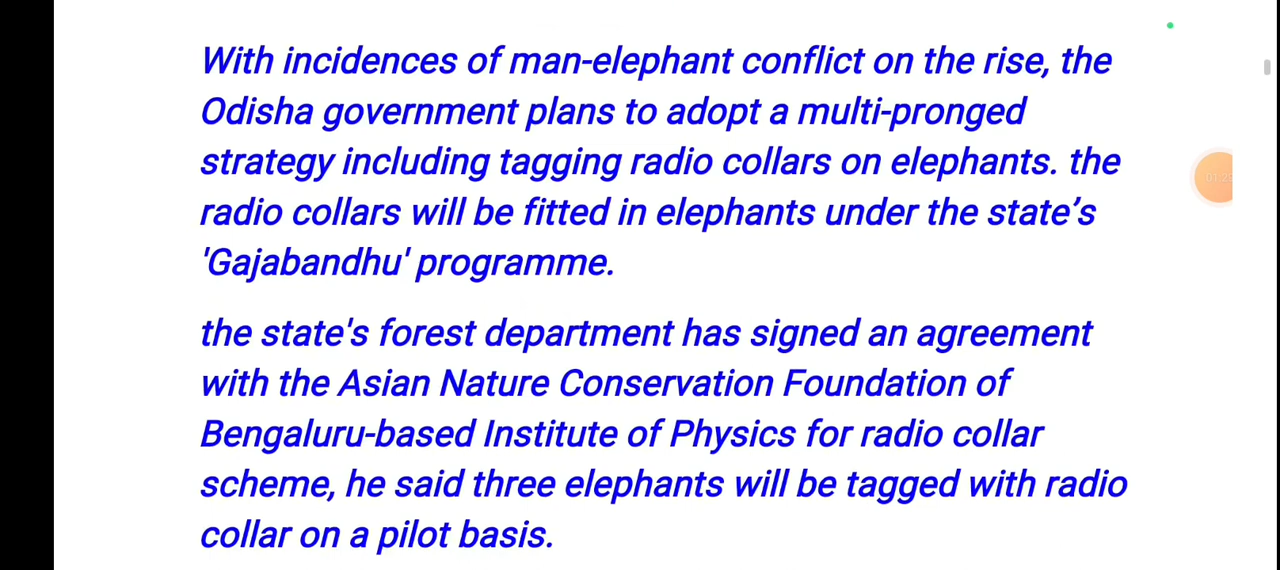 With incidences of man-elephant conflict on the rise, the
Odisha government plans to adopt a multi-pronged
strategy including tagging radio collars on elephants. the
radio collars will be fitted in elephants under the state's
'Gajabandhu' programme.
the state's forest department has signed an agreement
with the Asian Nature Conservation Foundation of
Bengaluru-based Institute of Physics for radio collar
scheme, he said three elephants will be tagged with radio
collar on a pilot basis.